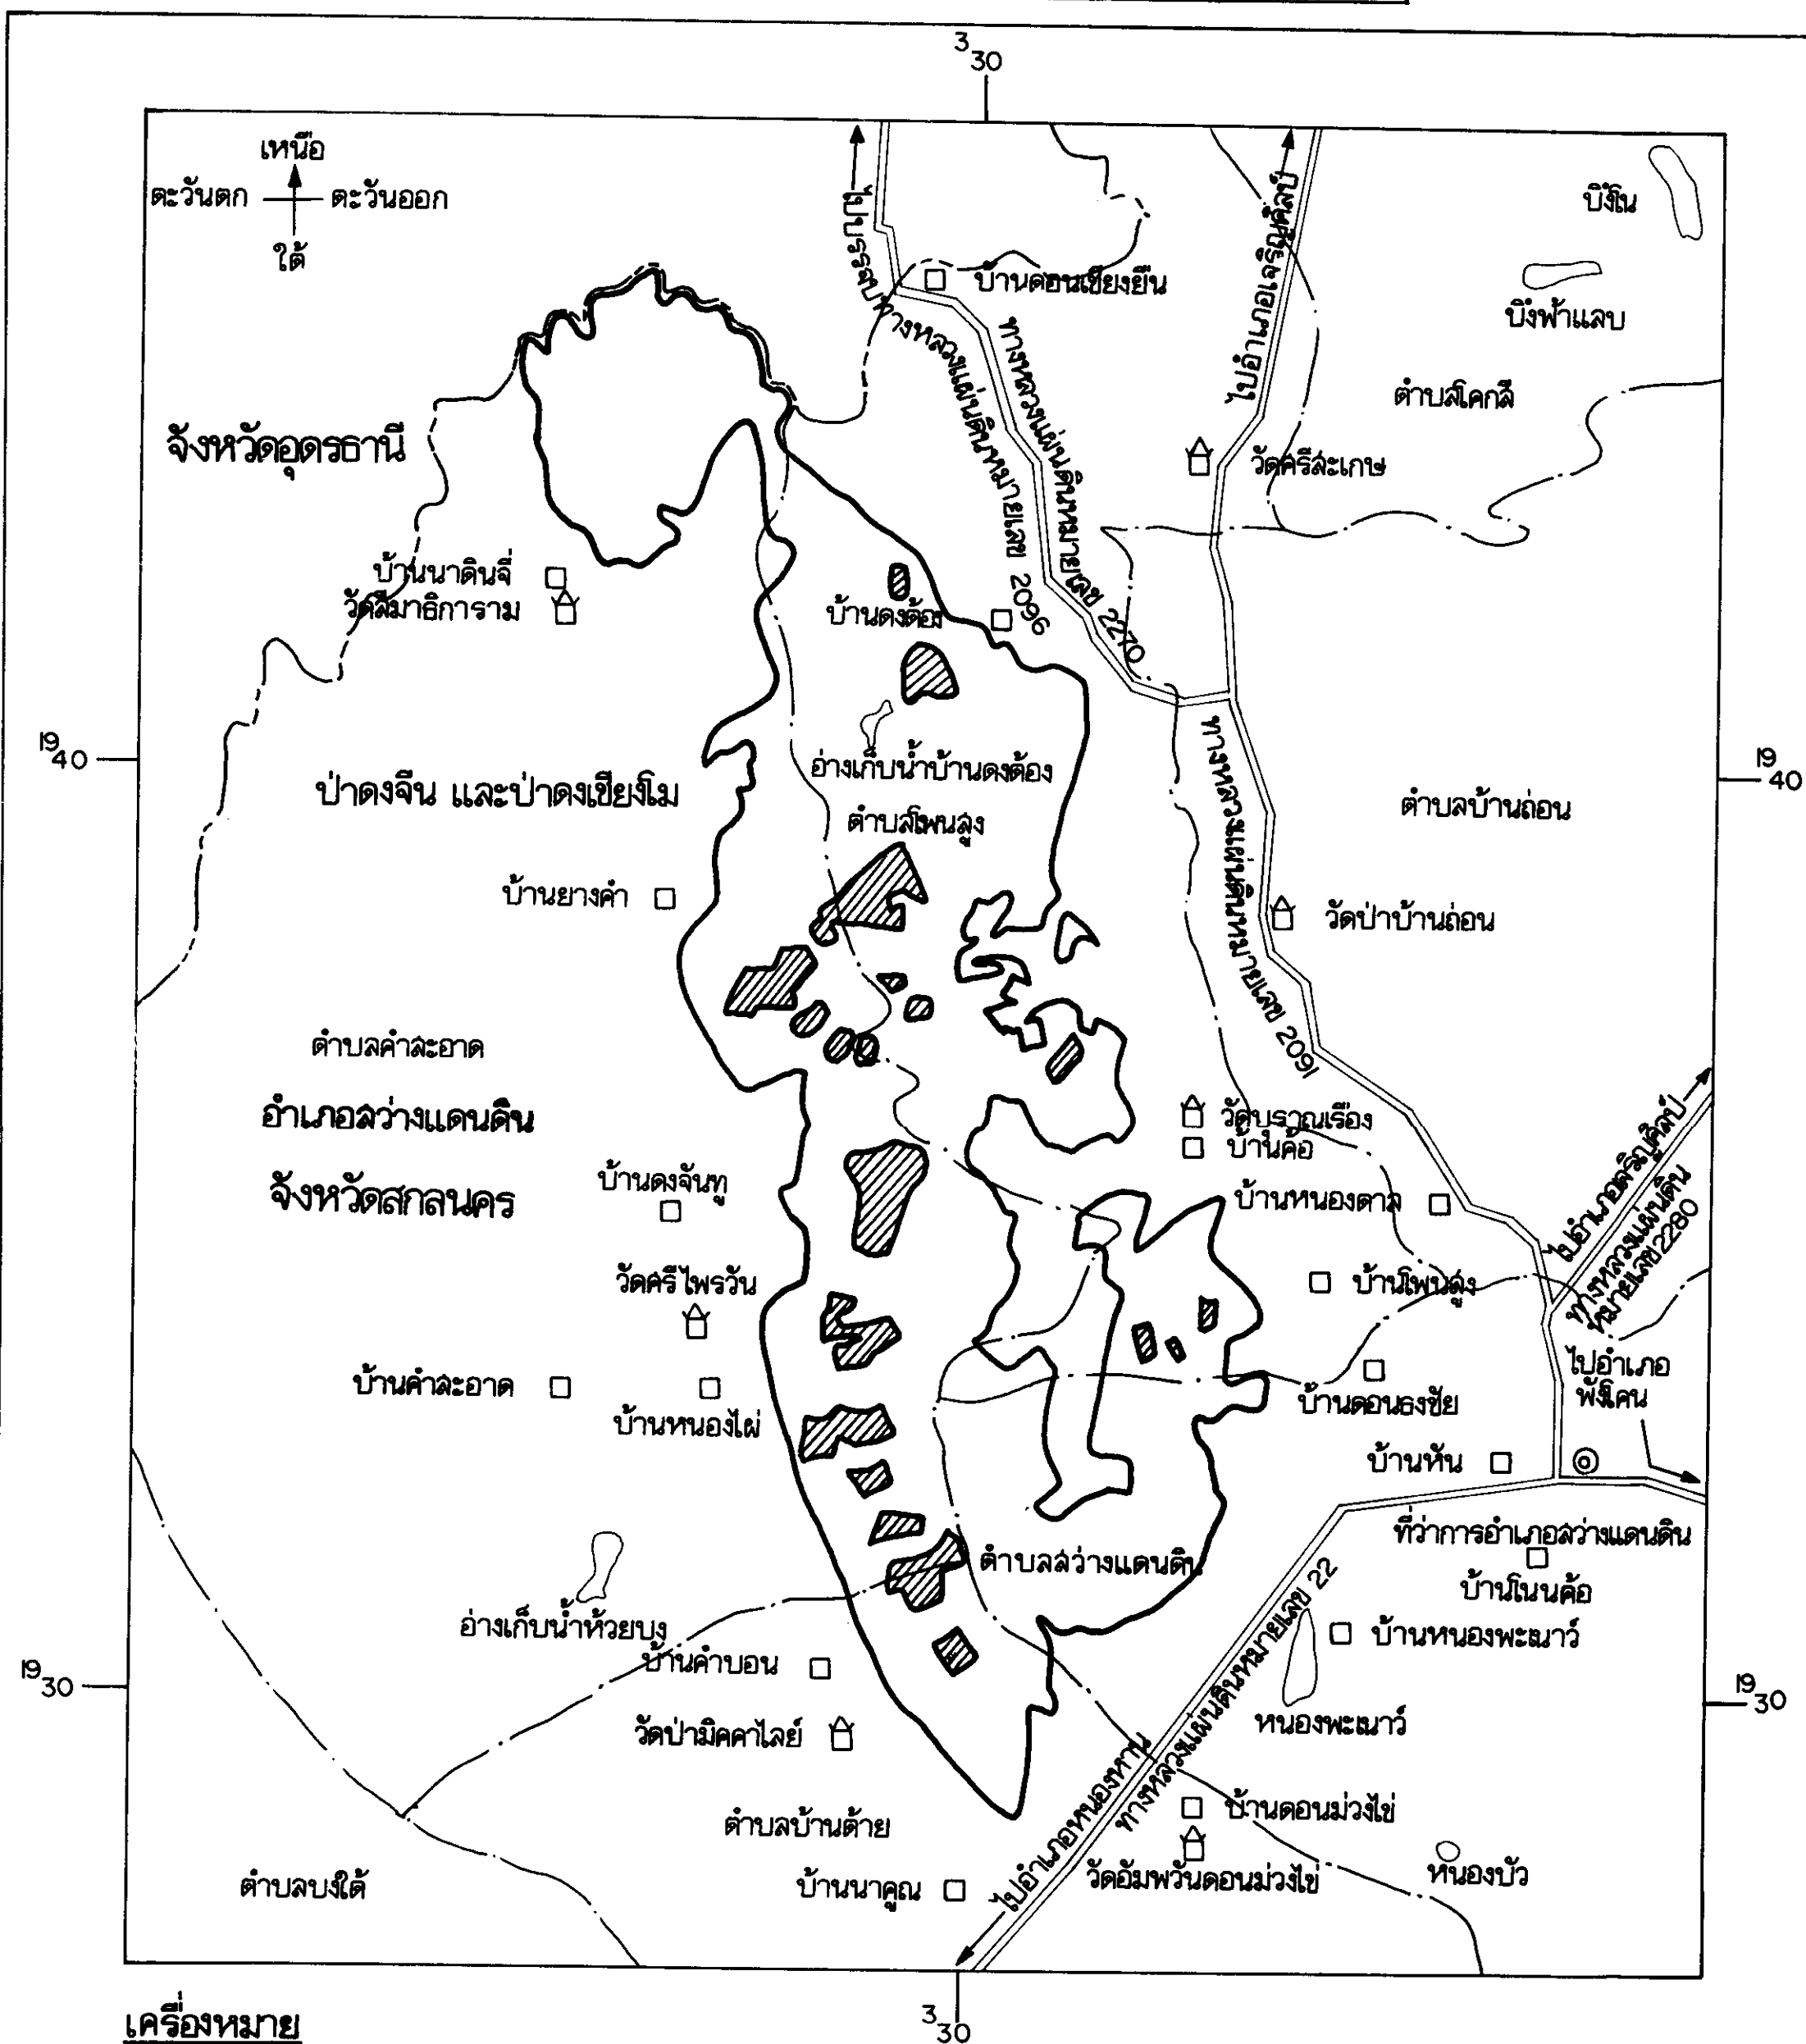 3
30
เหนือ
ตะวันตก
ตะวันออก
ใต้
ไปบรรจบทางหลวงแผ่นดินหมายเลข 2096
ทางหลวงแผ่นดินหมายเลข 2270
ไปอำเภอเจริญศิลป์
บึงโน
บึงฟ้าแลบ
บ้านดอนเชียงยืน
ตำบลโคกสี
จังหวัดอุดรธานี
วัดศรีสะเกษ
บ้านนาดินจี่
วัดสีมาธิการาม
บ้านดงต้อง
19
40
19
40
ป่าดงจีน และป่าดงเชียงโม
อ่างเก็บน้ำบ้านดงต้อง
ตำบลโพนสูง
ตำบลบ้านถ่อน
ทางหลวงแผ่นดินหมายเลข 2091
บ้านยางคำ
วัดป่าบ้านถ่อน
ตำบลคำสะอาด
อำเภอสว่างแดนดิน
จังหวัดสกลนคร
วัดบูราณเรือง
บ้านค้อ
บ้านดงจันทู
บ้านหนองตาล
ไปอำเภอเจริญศิลป์
ทางหลวงแผ่นดิน
หมายเลข 2280
วัดศรีไพรวัน
บ้านโพนสูง
บ้านคำสะอาด
บ้านหนองไผ่
บ้านดอนธงชัย
ไปอำเภอ
พังโคน
บ้านหัน
ที่ว่าการอำเภอสว่างแดนดิน
ตำบลสว่างแดนดิน
บ้านโนนค้อ
อ่างเก็บน้ำห้วยบง
บ้านหนองพะเนาว์
บ้านคำบอน
ทางหลวงแผ่นดินหมายเลข 22
19
30
19
30
หนองพะเนาว์
วัดป่ามิคคาไลย์
ไปอำเภอหนองหาน
บ้านดอนม่วงไข่
ตำบลบ้านต้าย
วัดอัมพวันดอนม่วงไข่
หนองบัว
ตำบลบงใต้
บ้านนาคูณ
3
30
เครื่องหมาย